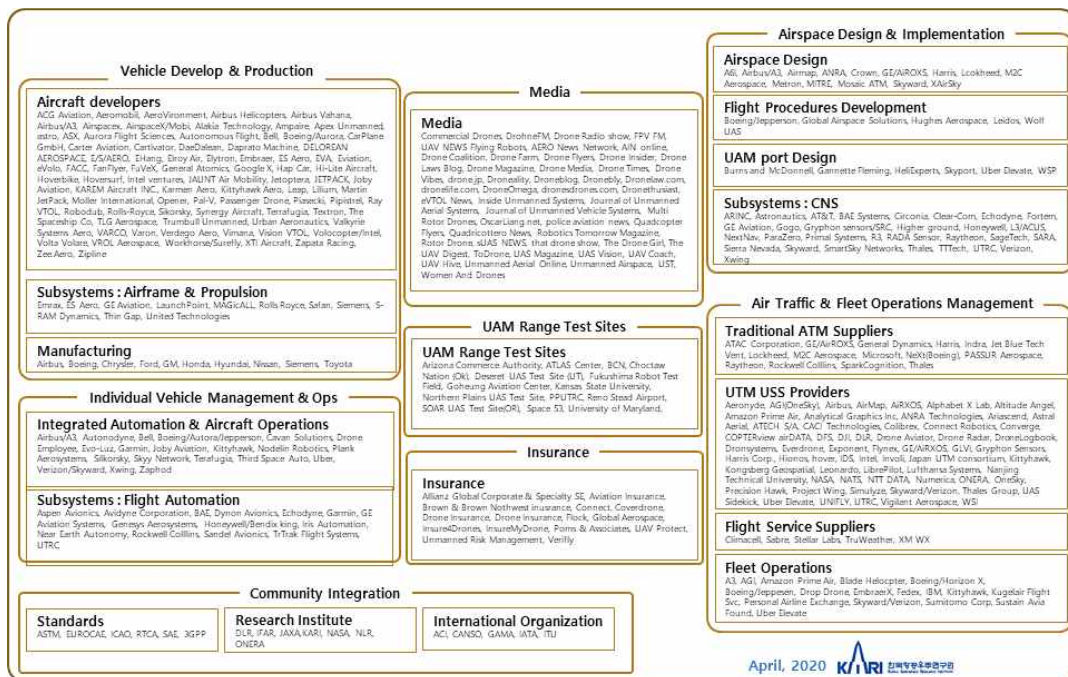 Vehicle Develop & Production
Aircraft developers
ACG Aviation, Aeromobil, AeroVironment, Airbus Helicopters, Airbus Vahana,
Airbus/A3, Airspacex, AirspaceX/Mobi, Alakia Technology, Ampaire, Apex Unmanned,
astro, ASX, Aurora Flight Sciences, Autonomous Flight, Bell, Boeing/Aurora, CarPlane
GmbH, Carter Aviation, Cartivator, DaeDalean, Daprato Machine, DELOREAN
AEROSPACE, E/S/AERO, EHang, Elroy Air, Elytron, Embraer, ES Aero, EVA, Eviation,
eVolo, FACC, FanFlyer, FuVeX, General Atomics, Google X, Hap Car, Hi-Lite Aircraft,
Hoverbike, Hoversurf, Intel ventures, JAUNT Air Mobility, Jetoptera, JETPACK, Joby
Aviation, KAREM Aircraft INC, Karmen Aero, Kittyhawk Aero, Leap, Lilium, Martin
JetPack, Moller International, Opener, Pal-V, Passenger Drone, Piasecki, Pipistrel, Ray
VTOL, Robodub, Rolls-Royce, Sikorsky, Synergy Aircraft, Terrafugia, Textron, The
Spaceship Co, TLG Aerospace, Trumbull Unmanned, Urban Aeronautics, Valkyrie
Systems Aero, VARCO, Varon, Verdego Aero, Vimana, Vision VTOL, Volocopter/Intel,
Volta Volare, VROL Aerospace, Workhorse/Surefly, XTI Aircraft, Zapata Racing,
Zee.Aero, Zipline
Subsystems : Airframe & Propulsion
Emrax, ES Aero, GE Aviation, LaunchPoint, MAGicALL, Rolls Royce, Safan, Siemens, S-
RAM Dynamics, Thin Gap, United Technologies
Manufacturing
Airbus, Boeing, Chrysler, Ford, GM, Honda, Hyundai, Nissan, Siemens, Toyota
Individual Vehicle Management & Ops
Integrated Automation & Aircraft Operations
Airbus/A3, Autonodyne, Bell, Boeing/Autora/Jepperson, Cavan Solutions, Drone
Employee, Evo-Luz, Garmin, Joby Aviation, Kittyhawk, Nodelin Robotics, Plank
Aerosystems, Silkorsky, Skyy Network, Terafugia, Third Space Auto, Uber,
Verizon/Skyward, Xwing, Zaphod
Subsystems : Flight Automation
Aspen Avionics, Avidyne Corporation, BAE, Dynon Avionics, Echodyne, Garmin, GE
Aviation Systems, Genesys Aerosystems, Honeywell/Bendix king, Iris Automation,
Near Earth Autonomy, Rockwell Colllins, Sandel Avionics, TrTrak Flight Systems,
UTRC
Media
Media
Commercial Drones, DrohneFM, Drone Radio show, FPV FM,
UAV NEWS Flying Robots, AERO News Network, AIN online,
Drone Coalition, Drone Farm, Drone Flyers, Drone Insider, Drone
Laws Blog, Drone Magazine, Drone Media, Drone Times, Drone
Vibes, drone.jp, Droneality, Droneblog, Dronebly, Dronelaw.com,
dronelife.com, DroneOmega, dronesdrones.com, Dronethusiast,
eVTOL News, Inside Unmanned Systems, Journal of Unmanned
Aerial Systems, Journal of Unmanned Vehicle Systems, Multi
Rotor Drones, OscarLiang.net, police aviation news, Quadcopter
Flyers, Quadricottero News, Robotics Tomorrow Magazine,
Rotor Drone, sUAS NEWS, that drone show, The Drone Girl, The
UAV Digest, ToDrone, UAS Magazine, UAS Vision, UAV Coach,
UAV Hive, Unmanned Aerial Online, Unmanned Airspace, UST,
Women And Drones
UAM Range Test Sites
UAM Range Test Sites
Arizona Commerce Authority, ATLAS Center, BCN, Choctaw
Nation (Ok), Deseret UAS Test Site (UT), Fukushima Robot Test
Field, Goheung Aviation Center, Kansas State University,
Northern Plains UAS Test Site, PPUTRC, Reno Stead Airport,
SOAR UAS Test Site(OR), Space 53, University of Maryland,
Insurance
Insurance
Allianz Global Corporate & Specialty SE, Aviation Insurance,
Brown & Brown Nothwest inusrance, Connect, Coverdrone,
Drone Insurance, Drone insurance, Flock, Global Aerospace,
Insure4Drones, InsureMyDrone, Poms & Associates, UAV Protect,
Unmanned Risk Management, Verifly
Airspace Design & Implementation
Airspace Design
A6I, Airbus/A3, Airmap, ANRA, Crown, GE/AiROXS, Harris, Lcokheed, M2C
Aerospace, Metron, MITRE, Mosaic ATM, Skyward, XAirSky
Flight Procedures Development
Boeing/Jepperson, Global Airspace Solutions, Hughes Aerospace, Leidos, Wolf
UAS
UAM port Design
Burns and McDonnell, Gannette Fleming, HeliExperts, Skyport, Uber Elevate, WSP
Subsystems : CNS
ARINC, Astronautics, AT&T, BAE Systems, Circonia, Clear-Com, Echodyne, Fortem,
GE Aviation, Gogo, Gryphon sensors/SRC, Higher ground, Honeywell, L3/ACUS,
NextNav, ParaZero, Primal Systems, R3, RADA Sensor, Raytheon, SageTech, SARA,
Sierra Nevada, Skyward, SmartSky Networks, Thales, TTTech, UTRC, Verizon,
Xwing
Air Traffic & Fleet Operations Management
Traditional ATM Suppliers
ATAC Corporation, GE/AirROXS, General Dynamics, Harris, Indra, Jet Blue Tech
Vent, Lockheed, M2C Aerospace, Microsoft, NeXt(Boeing), PASSUR Aerospace,
Raytheon, Rockwell Colllins, SparkCognition, Thales
UTM USS Providers
Aeronyde, AGI(OneSky), Airbus, AirMap, AiRXOS, Alphabet X Lab, Altitude Angel,
Amazon Prime Air, Analytical Graphics Inc, ANRA Technologies, Ariascend, Astral
Aerial, ATECH S/A, CACI Technologies, Colibrex, Connect Robotics, Converge,
COPTERview airDATA, DFS, DJI, DLR, Drone Aviator, Drone Radar, DroneLogbook,
Dronsystems, Everdrone, Exponent, Flynex, GE/AiRXOS, GLVI, Gryphon Sensors,
Harris Corp., Hionos, hover, IDS, Intel, Involi, Japan UTM consortium, Kittyhawk,
Kongsberg Geospatial, Leonardo, LibrePilot, Lufthansa Systems, Nanjing
Technical University, NASA, NATS, NTT DATA, Numerica, ONERA, OneSky,
Precision Hawk, Project Wing, Simulyze, Skyward/Verizon, Thales Group, UAS
Sidekick, Uber Elevate, UNIFLY, UTRC, Vigilant Aerospace, WSI
Flight Service Suppliers
Climacell, Sabre, Stellar Labs, TruWeather, XM WX
Fleet Operations
A3, AGI, Amazon Prime Air, Blade Helocpter, Boeing/Horizon X,
Boeing/Jeppesen, Drop Drone, EmbraerX, Fedex, IBM, Kittyhawk, Kugelair Flight
Svc, Personal Airline Exchange, Skyward/Verizon, Sumitomo Corp, Sustain Avia
Found, Uber Elevate
Community Integration
Standards
ASTM, EUROCAE, ICAO, RTCA, SAE, 3GPP
Research Institute
DLR, IFAR, JAXA,KARI, NASA, NLR,
ONERA
International Organization
ACI, CANSO, GAMA, IATA, ITU
April, 2020
KARI 한국항공우주연구원